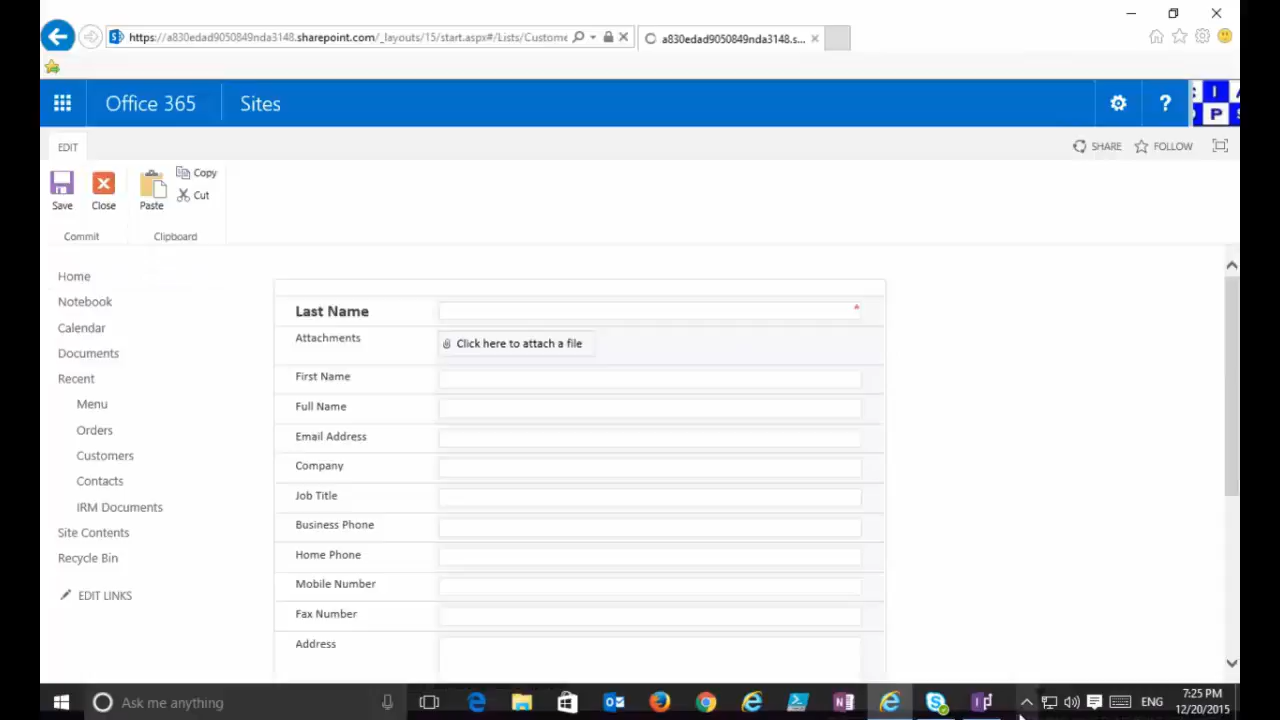 https://a830edad9050849nda3148.sharepoint.com/_layouts/15/start.aspx#/Lists/Custome
a830edad9050849nda3148.s...
Office 365
Sites
?
I
P
EDIT
SHARE
FOLLOW
Save
Close
Paste
Copy
Cut
Commit
Clipboard
Home
Notebook
Calendar
Documents
Recent
Menu
Orders
Customers
Contacts
IRM Documents
Site Contents
Recycle Bin
EDIT LINKS
Last Name
*
Attachments
Click here to attach a file
First Name
Full Name
Email Address
Company
Job Title
Business Phone
Home Phone
Mobile Number
Fax Number
Address
Ask me anything
ENG
7:25 PM
12/20/2015